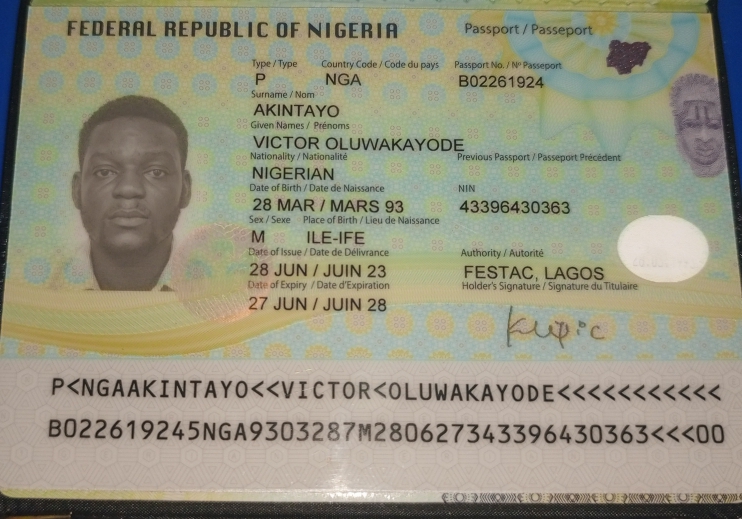 FEDERAL REPUBLIC OF NIGERIA
Passport / Passeport
Type / Type Country Code / Code du pays Passport No. / Nº Passeport
P NGA B02261924
Surname / Nom
AKINTAYO
Given Names / Prénoms
VICTOR OLUWAKAYODE
Nationality / Nationalité Previous Passport / Passeport Précédent
NIGERIAN
Date of Birth / Date de Naissance NIN
28 MAR / MARS 93 43396430363
Sex / Sexe Place of Birth / Lieu de Naissance
M ILE-IFE
Date of Issue / Date de Délivrance Authority / Autorité
28 JUN / JUIN 23 FESTAC, LAGOS
Date of Expiry / Date d'Expiration Holder's Signature / Signature du Titulaire
27 JUN / JUIN 28
P<NGAAKINTAYO<<VICTOR<OLUWAKAYODE<<<<<<<<<<<
B022619245NGA9303287M280627343396430363<<<00